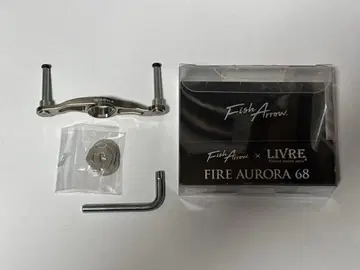 Fish Arrow
Fish Arrow × LIVRE
FIRE AURORA 68